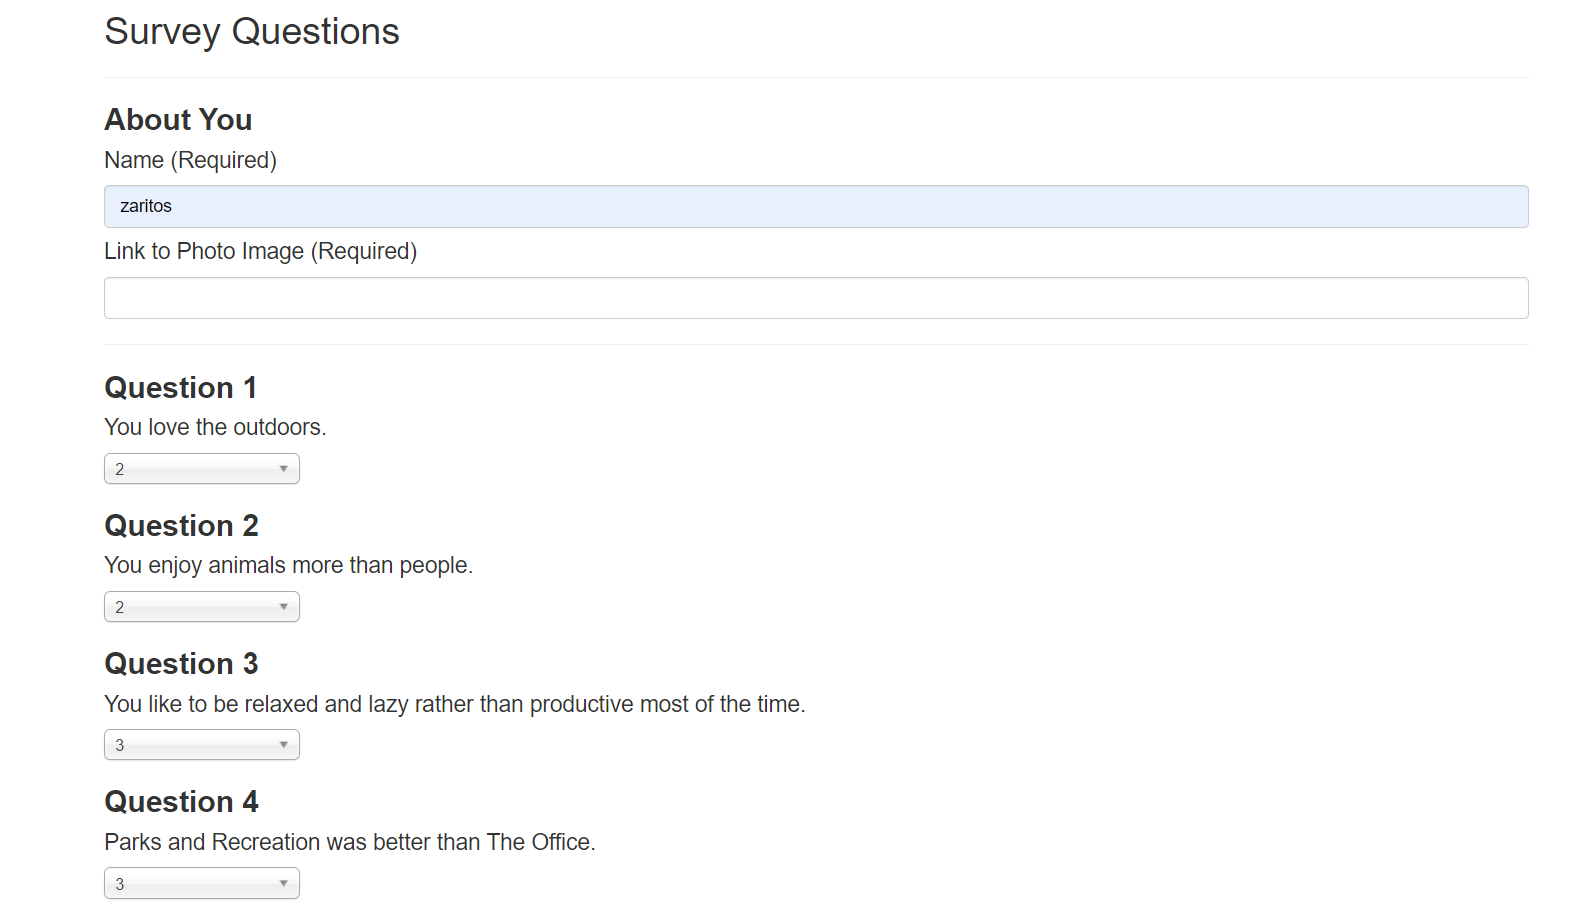 Survey Questions
About You
Name (Required)
zaritos
Link to Photo Image (Required)
Question 1
You love the outdoors.
2
Question 2
You enjoy animals more than people.
2
Question 3
You like to be relaxed and lazy rather than productive most of the time.
3
Question 4
Parks and Recreation was better than The Office.
3